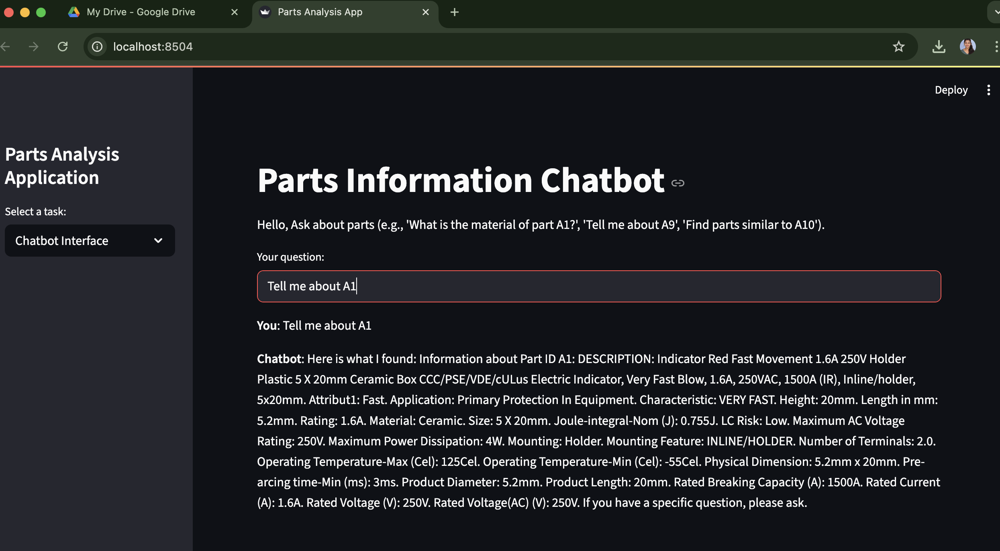 My Drive - Google Drive
Parts Analysis App
localhost:8504
Deploy
Parts Analysis
Application
Select a task:
Chatbot Interface
Parts Information Chatbot
Hello, Ask about parts (e.g., 'What is the material of part A1?', 'Tell me about A9', 'Find parts similar to A10').
Your question:
Tell me about A1
You: Tell me about A1
Chatbot: Here is what I found: Information about Part ID A1: DESCRIPTION: Indicator Red Fast Movement 1.6A 250V Holder
Plastic 5 X 20mm Ceramic Box CCC/PSE/VDE/cULus Electric Indicator, Very Fast Blow, 1.6A, 250VAC, 1500A (IR), Inline/holder,
5x20mm. Attribut1: Fast. Application: Primary Protection In Equipment. Characteristic: VERY FAST. Height: 20mm. Length in mm:
5.2mm. Rating: 1.6A. Material: Ceramic. Size: 5 X 20mm. Joule-integral-Nom (J): 0.755J. LC Risk: Low. Maximum AC Voltage
Rating: 250V. Maximum Power Dissipation: 4W. Mounting: Holder. Mounting Feature: INLINE/HOLDER. Number of Terminals: 2.0.
Operating Temperature-Max (Cel): 125Cel. Operating Temperature-Min (Cel): -55Cel. Physical Dimension: 5.2mm x 20mm. Pre-
arcing time-Min (ms): 3ms. Product Diameter: 5.2mm. Product Length: 20mm. Rated Breaking Capacity (A): 1500A. Rated Current
(A): 1.6A. Rated Voltage (V): 250V. Rated Voltage(AC) (V): 250V. If you have a specific question, please ask.